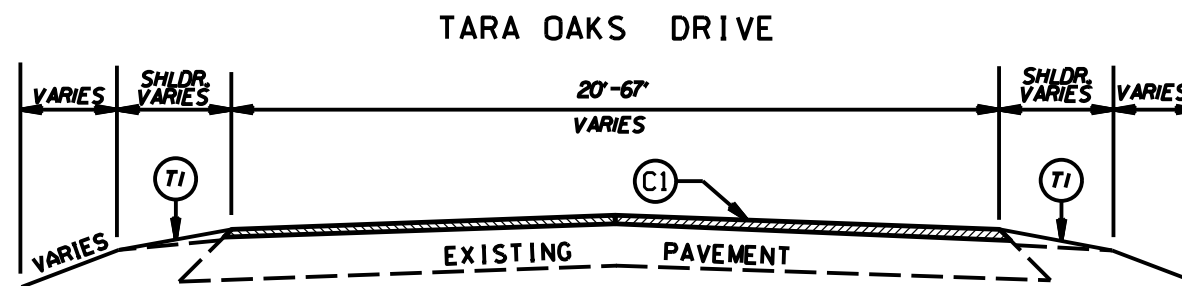 TARA OAKS DRIVE
VARIES
SHLDR.
VARIES
20'-67'
VARIES
SHLDR.
VARIES
VARIES
T1
C1
T1
VARIES
EXISTING PAVEMENT